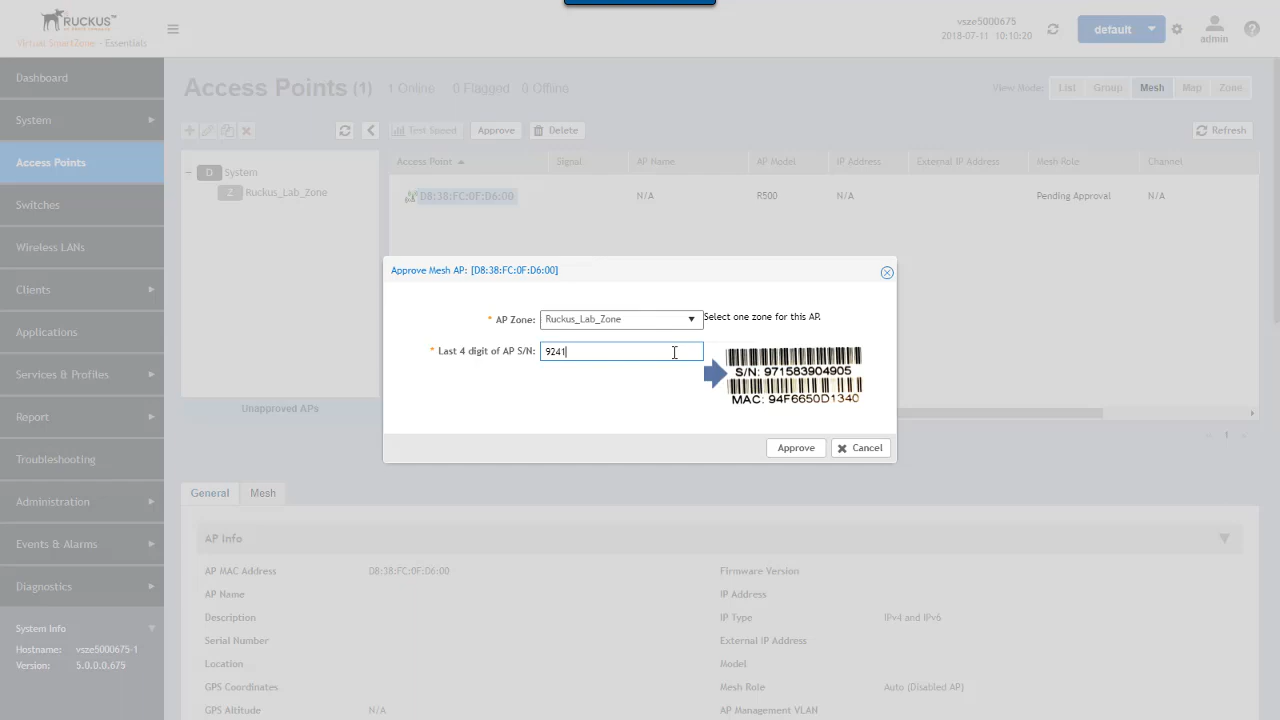 RUCKUS™
Virtual SmartZone - Essentials
vsze5000675
2018-07-11 10:10:20
default
admin
Dashboard
System
Access Points
Switches
Wireless LANs
Clients
Applications
Services & Profiles
Report
Troubleshooting
Administration
Events & Alarms
Diagnostics
System Info
Hostname: vsze5000675-1
Version: 5.0.0.0.675
Access Points (1) 1 Online 0 Flagged 0 Offline
View Mode: List Group Mesh Map Zone
Test Speed Approve Delete Refresh
D System
Z Ruckus_Lab_Zone
Unapproved APs
Access Point Signal AP Name AP Model IP Address External IP Address Mesh Role Channel
D8:38:FC:0F:D6:00 N/A R500 N/A Pending Approval N/A
1
Approve Mesh AP: [D8:38:FC:0F:D6:00]
* AP Zone: Ruckus_Lab_Zone Select one zone for this AP.
* Last 4 digit of AP S/N: 9241
S/N: 971583904905
MAC: 94F6650D1340
Approve Cancel
General Mesh
AP Info
AP MAC Address D8:38:FC:0F:D6:00 Firmware Version
AP Name IP Address
Description IP Type IPv4 and IPv6
Serial Number External IP Address
Location Model
GPS Coordinates Mesh Role Auto (Disabled AP)
GPS Altitude N/A AP Management VLAN